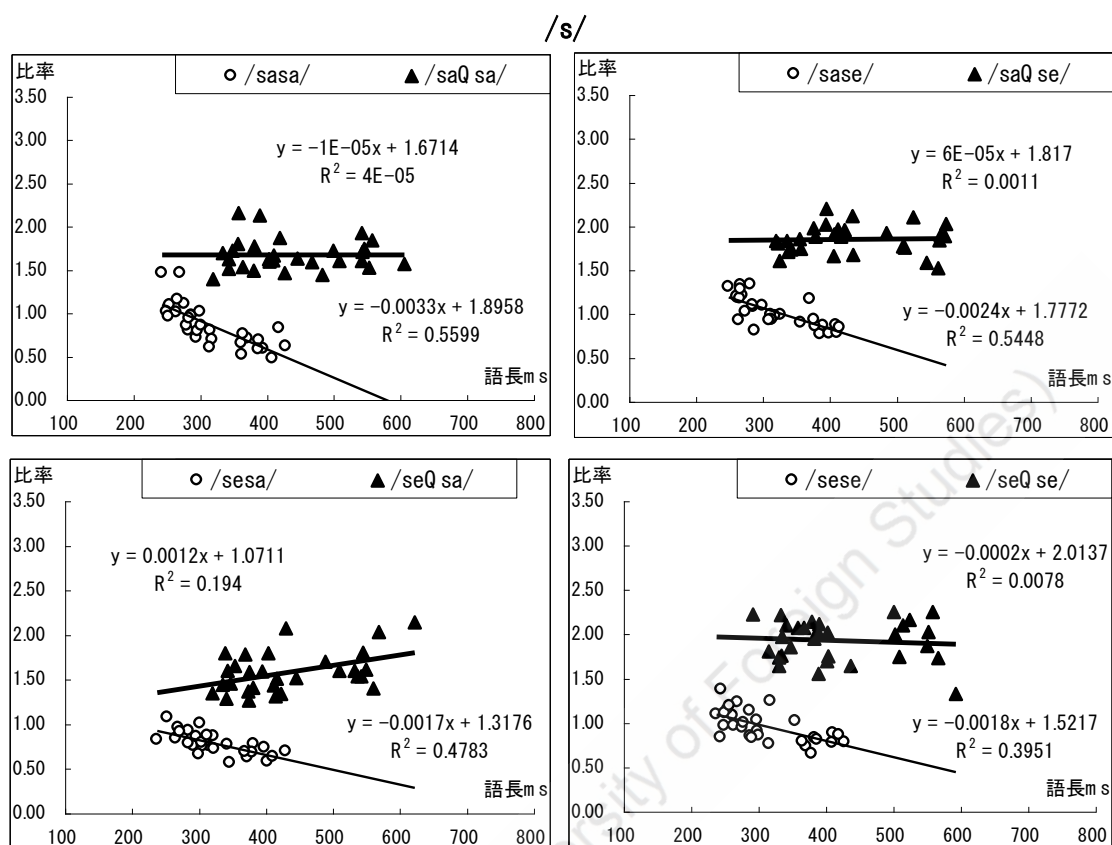 /s/
比率
○ /sasa/ ▲ /saQ sa/
3.50
3.00
2.50
2.00
1.50
1.00
0.50
0.00
y = −1E−05x + 1.6714
R² = 4E−05
y = −0.0033x + 1.8958
R² = 0.5599
語長ms
100 200 300 400 500 600 700 800
比率
○ /sase/ ▲ /saQ se/
3.50
3.00
2.50
2.00
1.50
1.00
0.50
0.00
y = 6E−05x + 1.817
R² = 0.0011
y = −0.0024x + 1.7772
R² = 0.5448
語長ms
100 200 300 400 500 600 700 800
比率
○ /sesa/ ▲ /seQ sa/
3.50
3.00
2.50
2.00
1.50
1.00
0.50
0.00
y = 0.0012x + 1.0711
R² = 0.194
y = −0.0017x + 1.3176
R² = 0.4783
語長ms
100 200 300 400 500 600 700 800
比率
○ /sese/ ▲ /seQ se/
3.50
3.00
2.50
2.00
1.50
1.00
0.50
0.00
y = −0.0002x + 2.0137
R² = 0.0078
y = −0.0018x + 1.5217
R² = 0.3951
語長ms
100 200 300 400 500 600 700 800
of Foreign Studies)